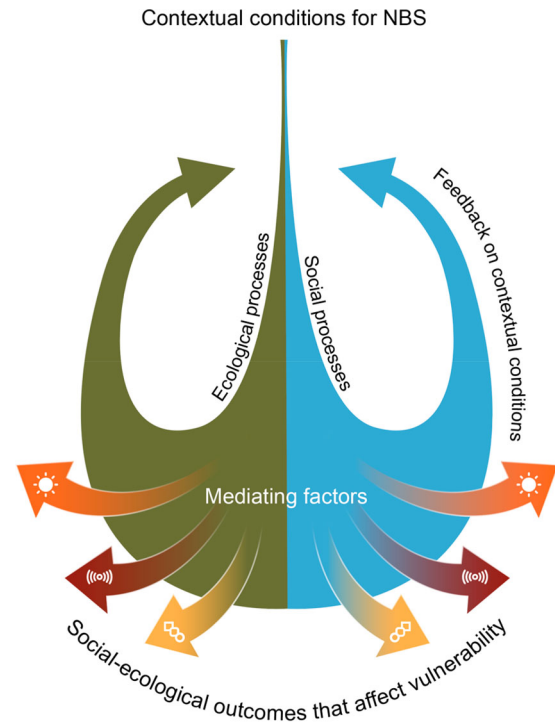 Contextual conditions for NBS
Ecological processes
Social processes
Feedback on contextual conditions
Mediating factors
Social-ecological outcomes that affect vulnerability